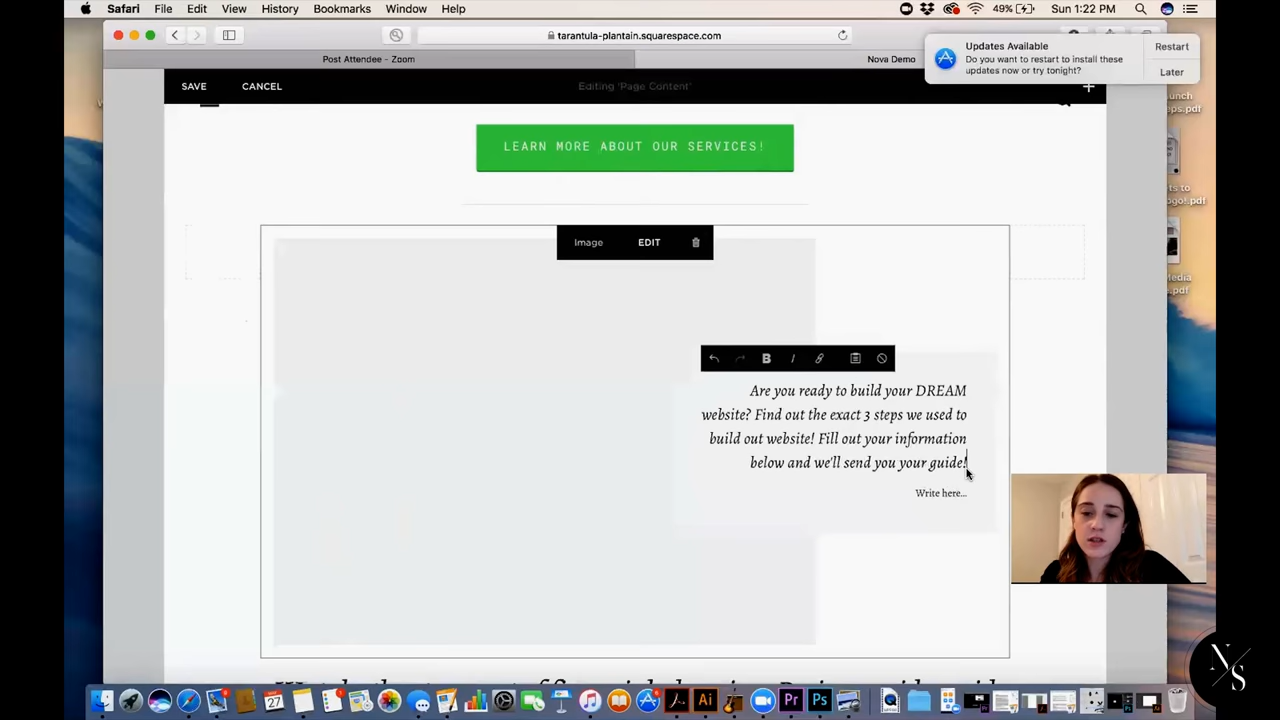 Safari File Edit View History Bookmarks Window Help
49% Sun 1:22 PM
tarantula-plantain.squarespace.com
Post Attendee - Zoom
Nova Demo
Updates Available
Do you want to restart to install these
updates now or try tonight?
Restart
Later
SAVE CANCEL
Editing 'Page Content'
LEARN MORE ABOUT OUR SERVICES!
Image EDIT
B I
Are you ready to build your DREAM
website? Find out the exact 3 steps we used to
build out website! Fill out your information
below and we'll send you your guide!
Write here...
27
Ai
Pr
Ps
N/S